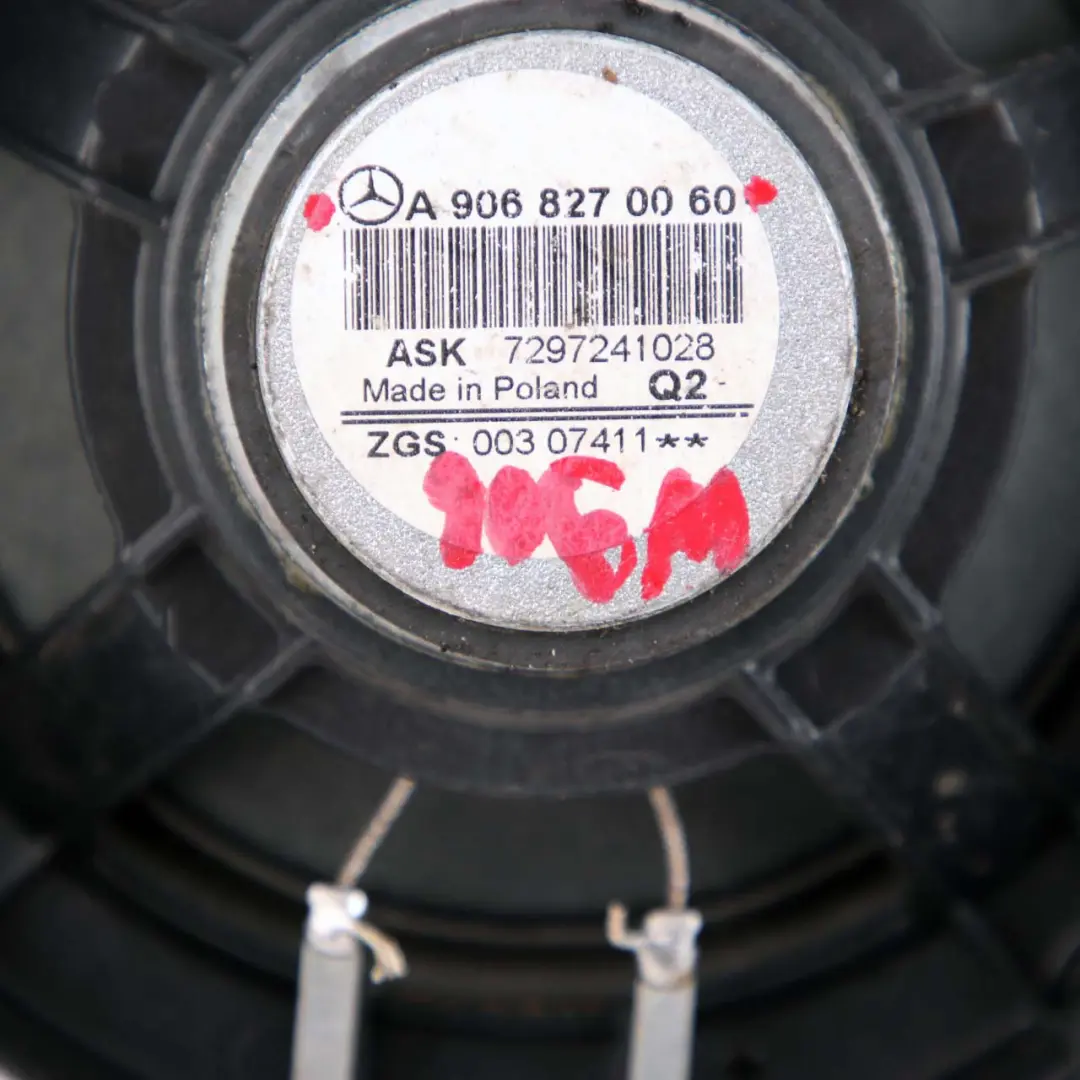 A 906 827 00 60
ASK 7297241028
Made in Poland Q2
ZGS 003 07411**
906M